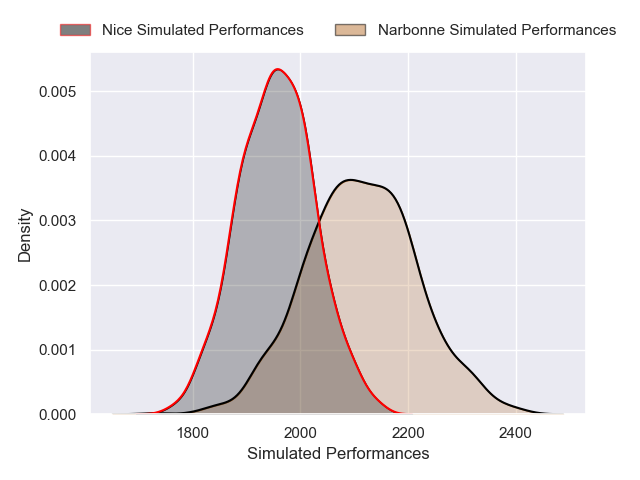 Nice Simulated Performances
Narbonne Simulated Performances
0.005
0.004
0.003
0.002
0.001
0.000
Density
1800 2000 2200 2400
Simulated Performances